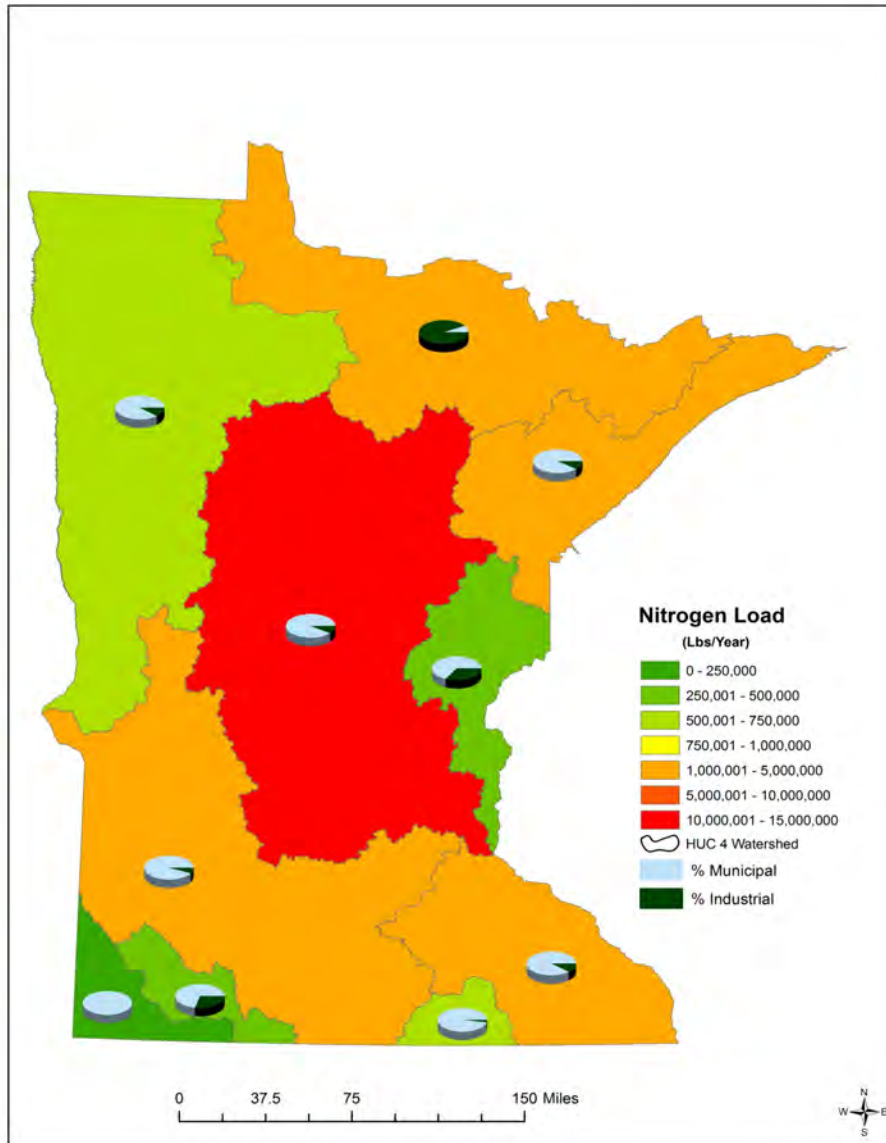 Nitrogen Load
(Lbs/Year)
0 - 250,000
250,001 - 500,000
500,001 - 750,000
750,001 - 1,000,000
1,000,001 - 5,000,000
5,000,001 - 10,000,000
10,000,001 - 15,000,000
HUC 4 Watershed
% Municipal
% Industrial
0 37.5 75 150 Miles
N
W E
S